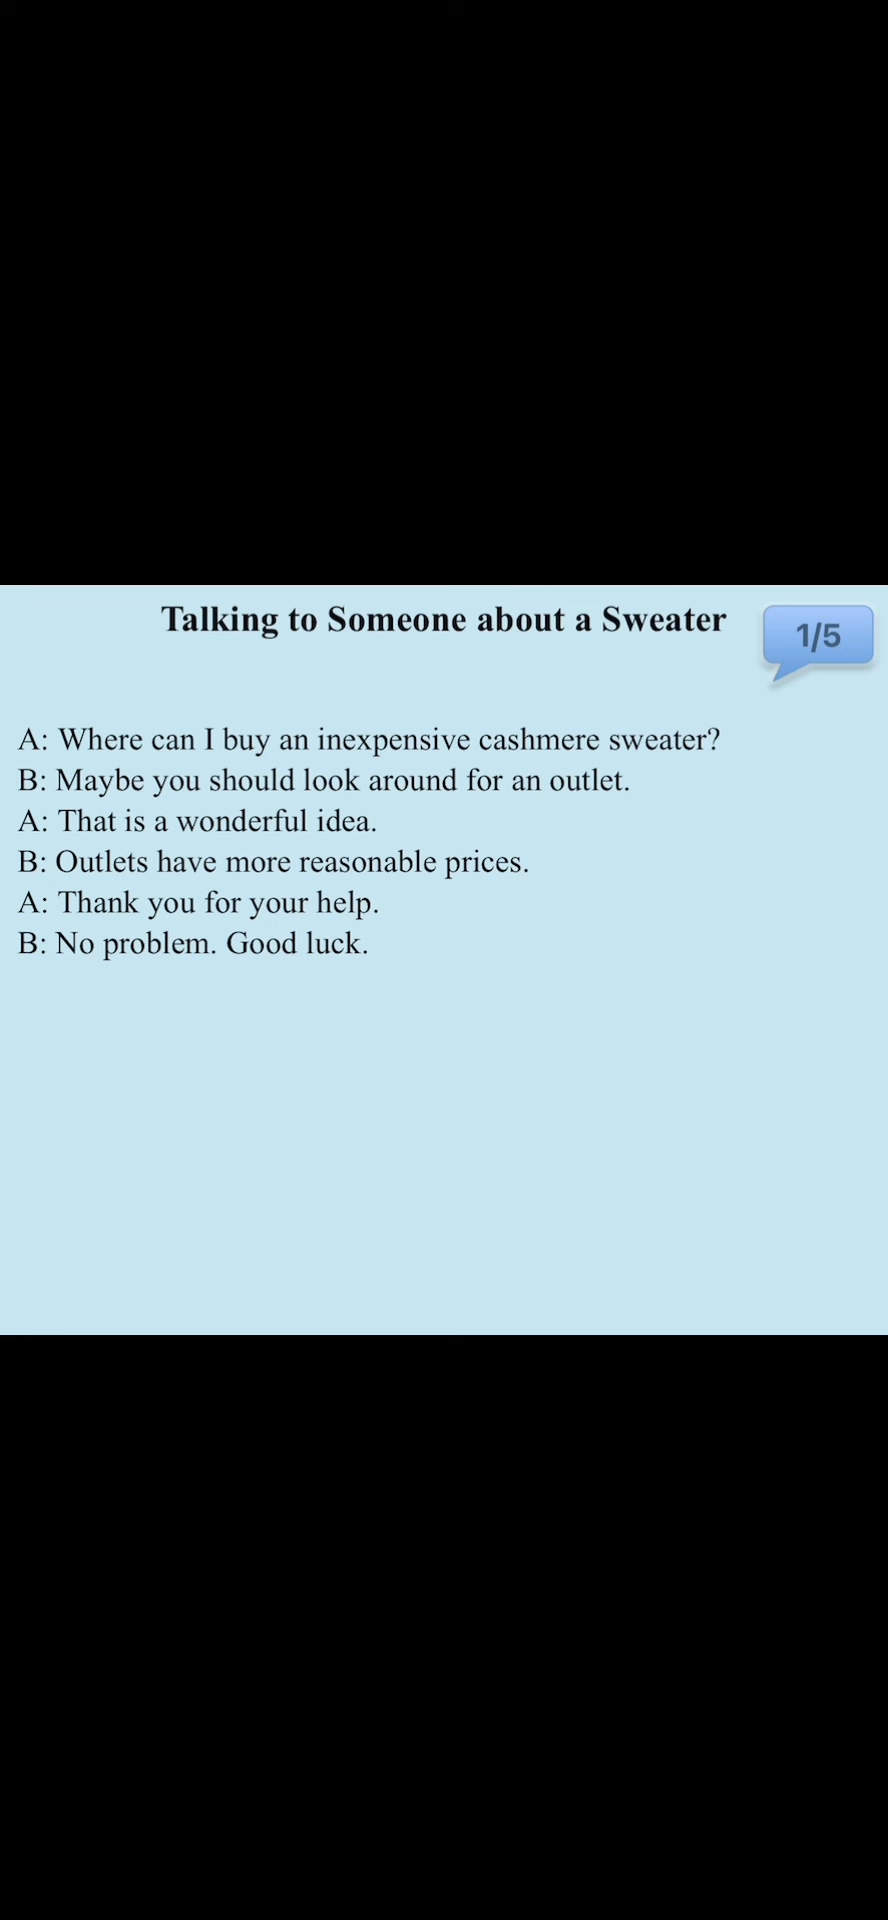 Talking to Someone about a Sweater
1/5
A: Where can I buy an inexpensive cashmere sweater?
B: Maybe you should look around for an outlet.
A: That is a wonderful idea.
B: Outlets have more reasonable prices.
A: Thank you for your help.
B: No problem. Good luck.